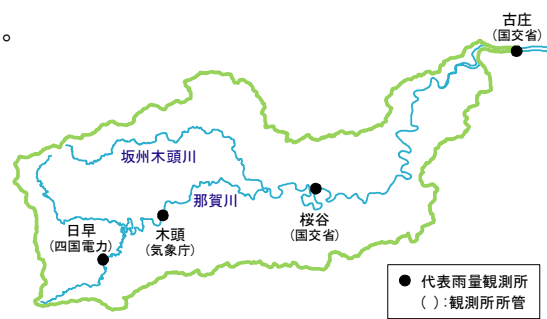 。
古庄
(国交省)
坂州木頭川
那賀川
日早
(四国電力)
木頭
(気象庁)
桜谷
(国交省)
● 代表雨量観測所
( ):観測所所管